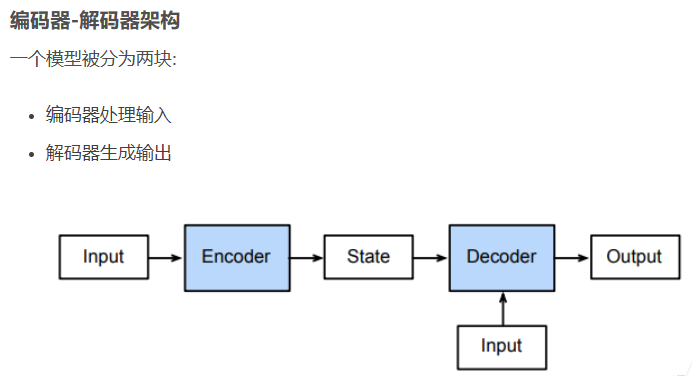 编码器-解码器架构
一个模型被分为两块:
• 编码器处理输入
• 解码器生成输出
Input Encoder State Decoder Output
Input